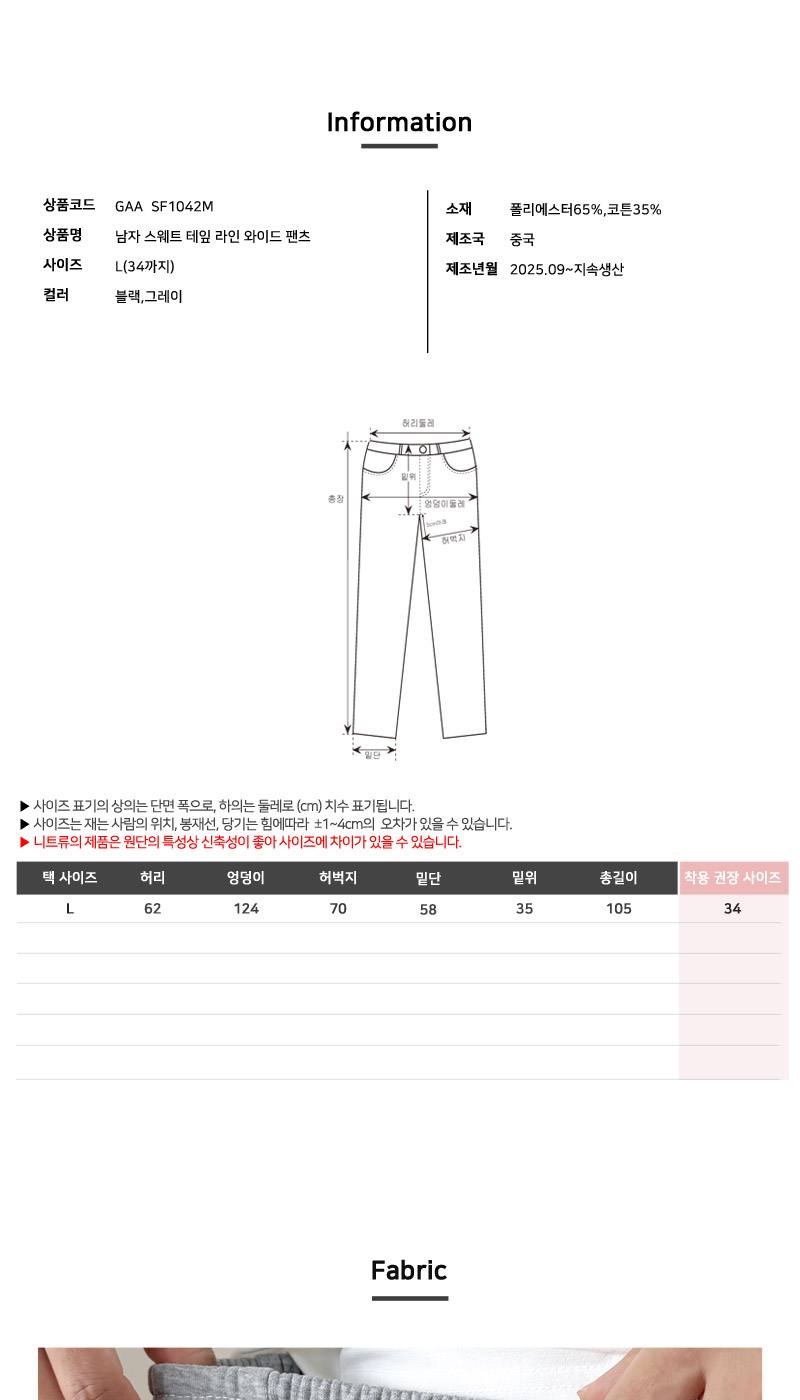 Information
상품코드 GAA SF1042M
상품명 남자 스웨트 테잎 라인 와이드 팬츠
사이즈 L(34까지)
컬러 블랙,그레이
소재 폴리에스터65%,코튼35%
제조국 중국
제조년월 2025.09~지속생산
허리둘레
밑위
총장
엉덩이둘레
5cm아래
허벅지
밑단
▶ 사이즈 표기의 상의는 단면 폭으로, 하의는 둘레로 (cm) 치수 표기됩니다.
▶ 사이즈는 재는 사람의 위치, 봉재선, 당기는 힘에따라 ±1~4cm의 오차가 있을 수 있습니다.
▶ 니트류의 제품은 원단의 특성상 신축성이 좋아 사이즈에 차이가 있을 수 있습니다.
택 사이즈 허리 엉덩이 허벅지 밑단 밑위 총길이 착용 권장 사이즈
L 62 124 70 58 35 105 34
Fabric